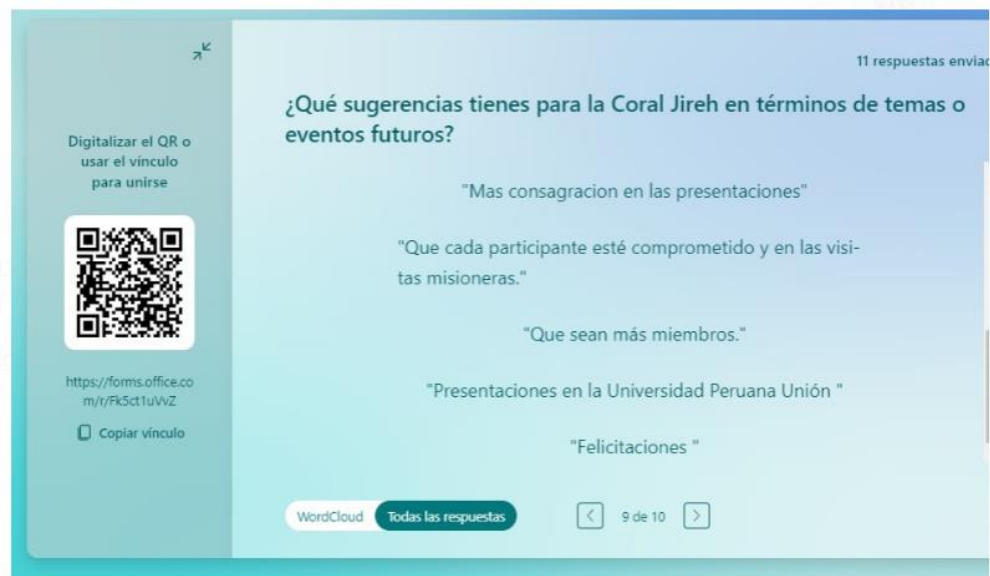 11 respuestas enviad
¿Qué sugerencias tienes para la Coral Jireh en términos de temas o
eventos futuros?
Digitalizar el QR o
usar el vínculo
para unirse
https://forms.office.co
m/r/Fk5ct1uVvZ
Copiar vínculo
"Mas consagracion en las presentaciones"
"Que cada participante esté comprometido y en las visi-
tas misioneras."
"Que sean más miembros."
"Presentaciones en la Universidad Peruana Unión "
"Felicitaciones "
WordCloud Todas las respuestas 9 de 10